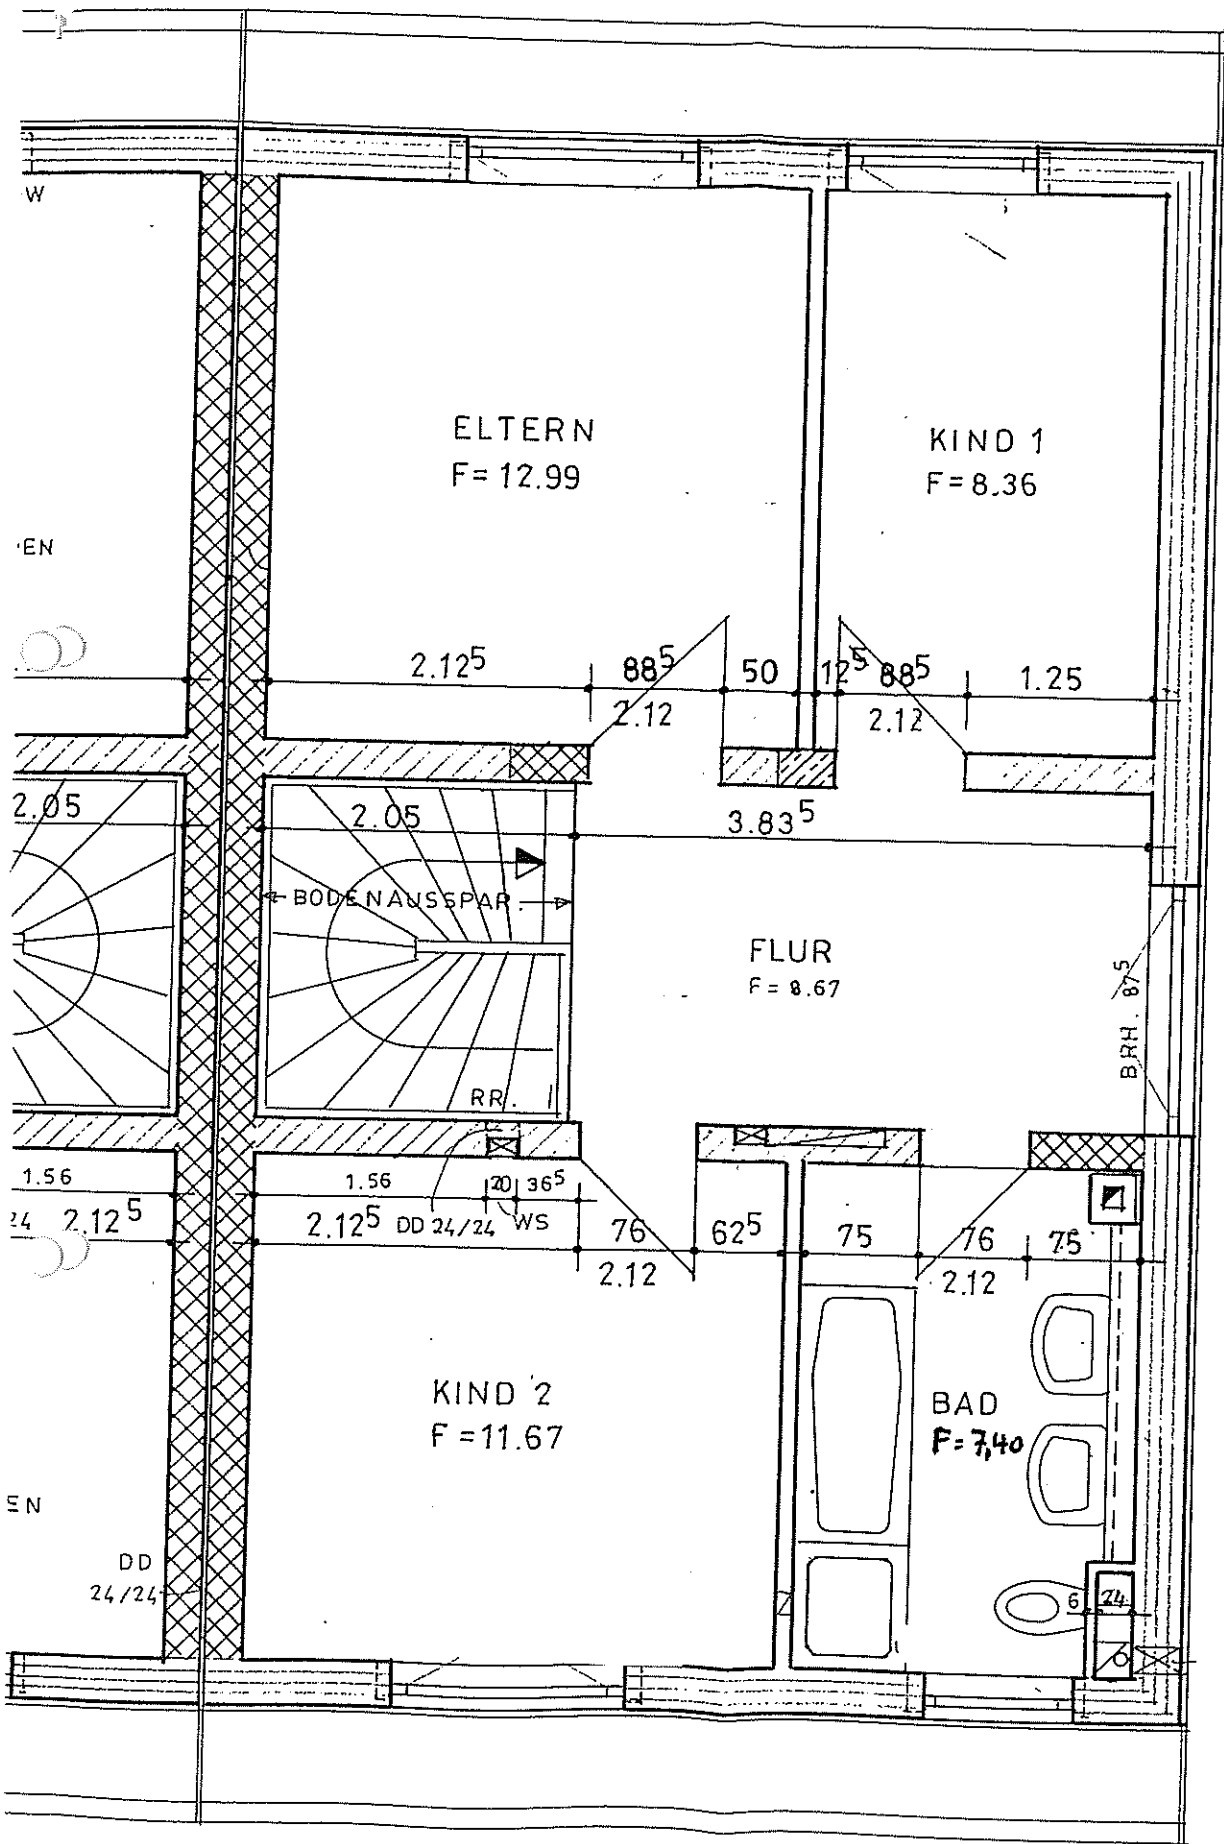 W
ELTERN
F= 12.99
KIND 1
F= 8.36
EN
2.12⁵
88⁵
50
12⁵
88⁵
1.25
2.12
2.12
2.05
2.05
3.83⁵
BODENAUSSPAR.
FLUR
F= 8.67
BRH. 87⁵
RR.
1.56
1.56
20
36⁵
24
2.12⁵
2.12⁵
DD 24/24
WS
76
62⁵
75
76
75
2.12
2.12
KIND 2
F = 11.67
BAD
F= 7,40
EN
DD
24/24
6
24